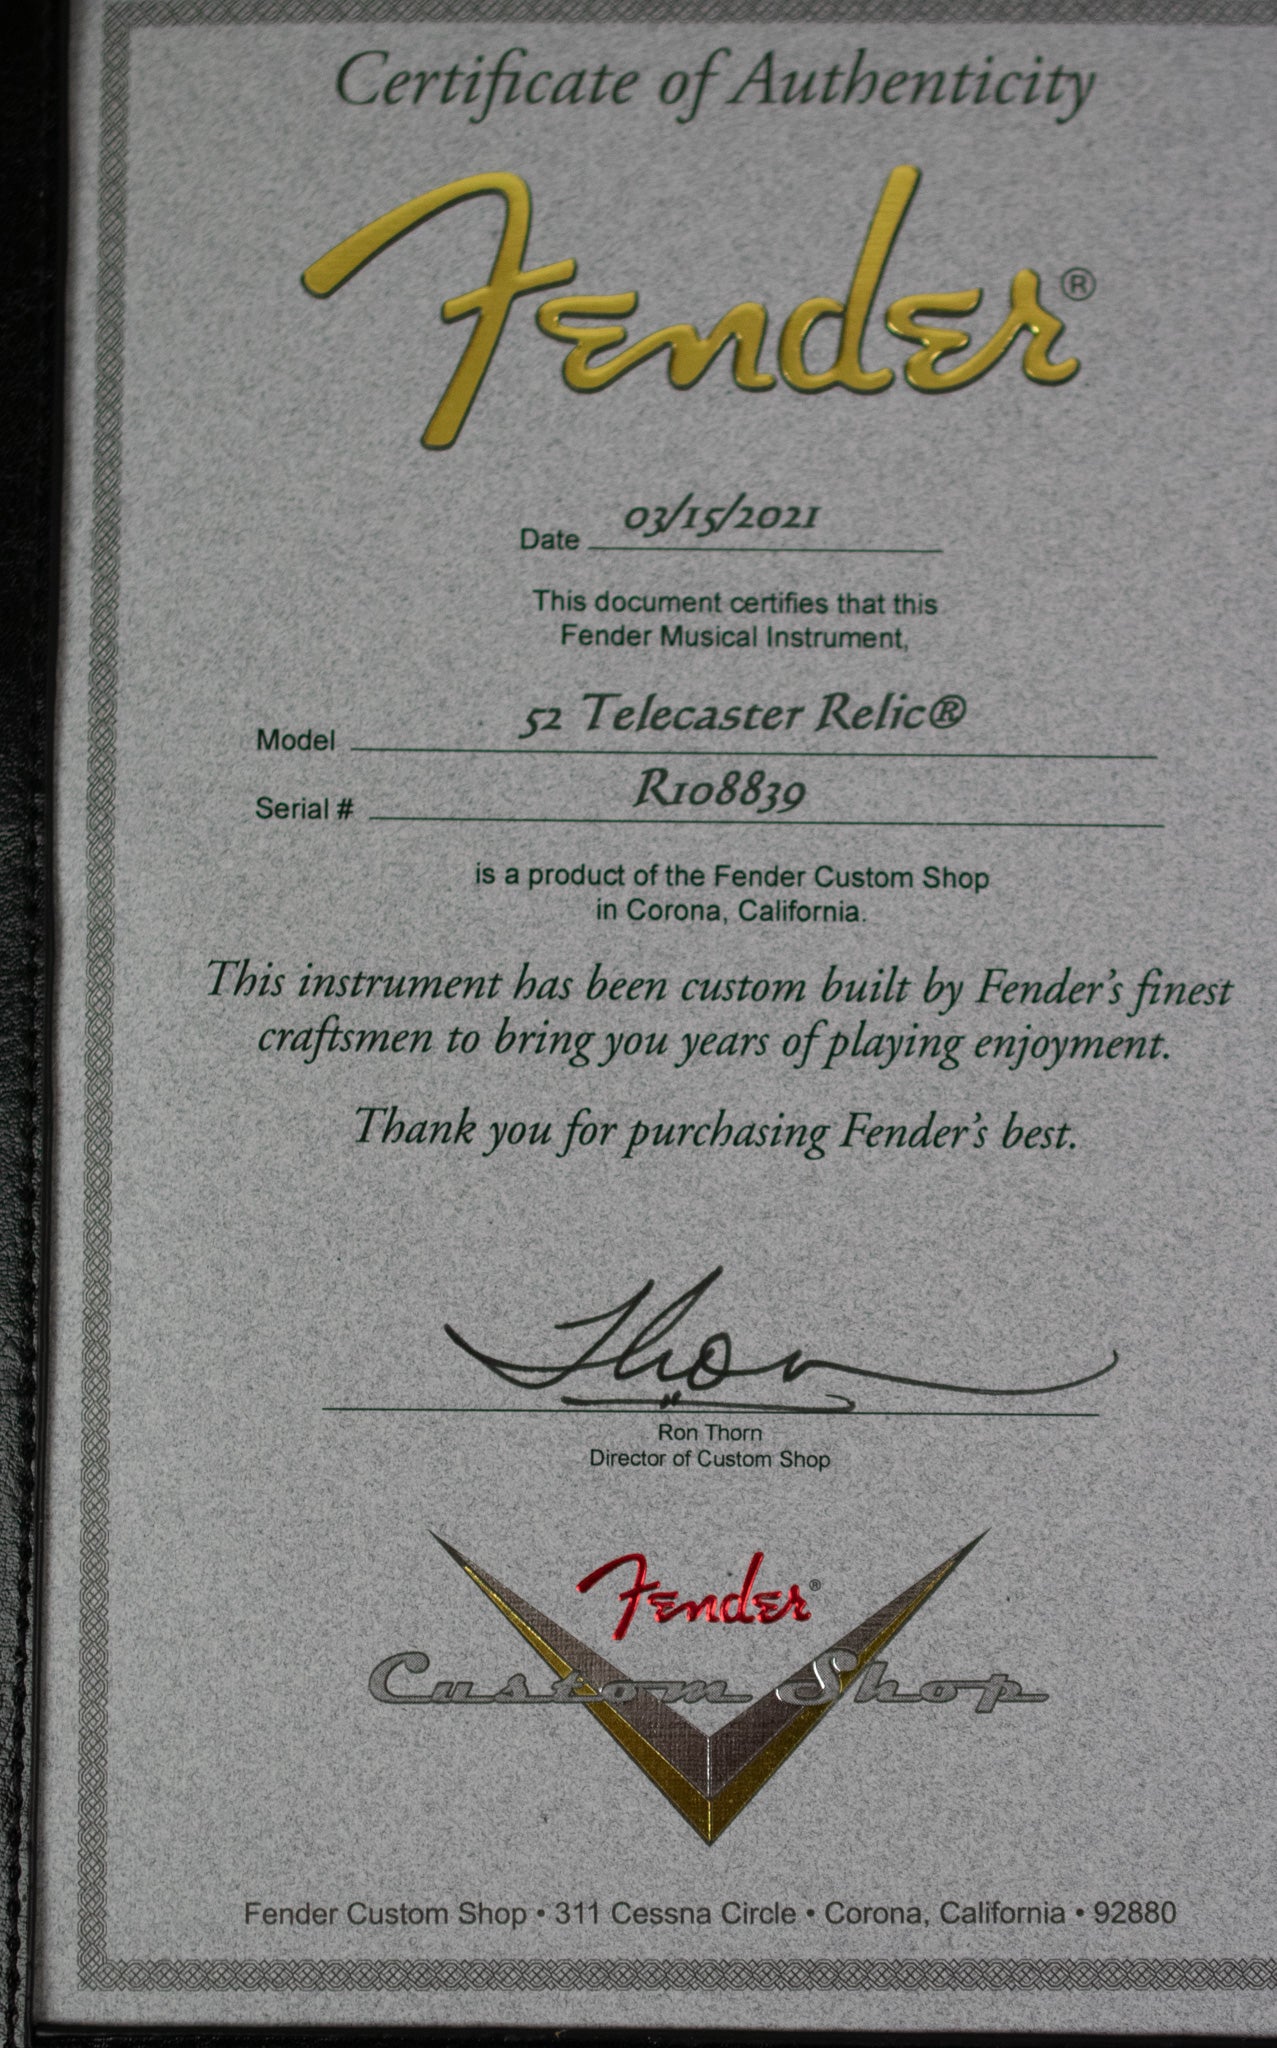 Certificate of Authenticity
Fender®
Date 03/15/2021
This document certifies that this
Fender Musical Instrument,
Model 52 Telecaster Relic®
Serial # R108839
is a product of the Fender Custom Shop
in Corona, California.
This instrument has been custom built by Fender's finest
craftsmen to bring you years of playing enjoyment.
Thank you for purchasing Fender's best.
Thorn
Ron Thorn
Director of Custom Shop
Fender®
Custom Shop
Fender Custom Shop • 311 Cessna Circle • Corona, California • 92880